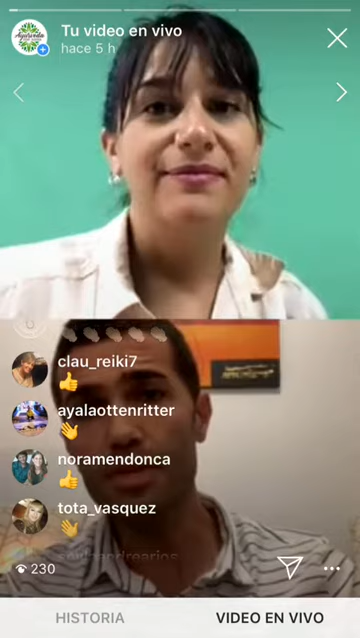 Tu video en vivo
hace 5 h
clau_reiki7
ayalaottenritter
noramendonca
tota_vasquez
230
HISTORIA
VIDEO EN VIVO